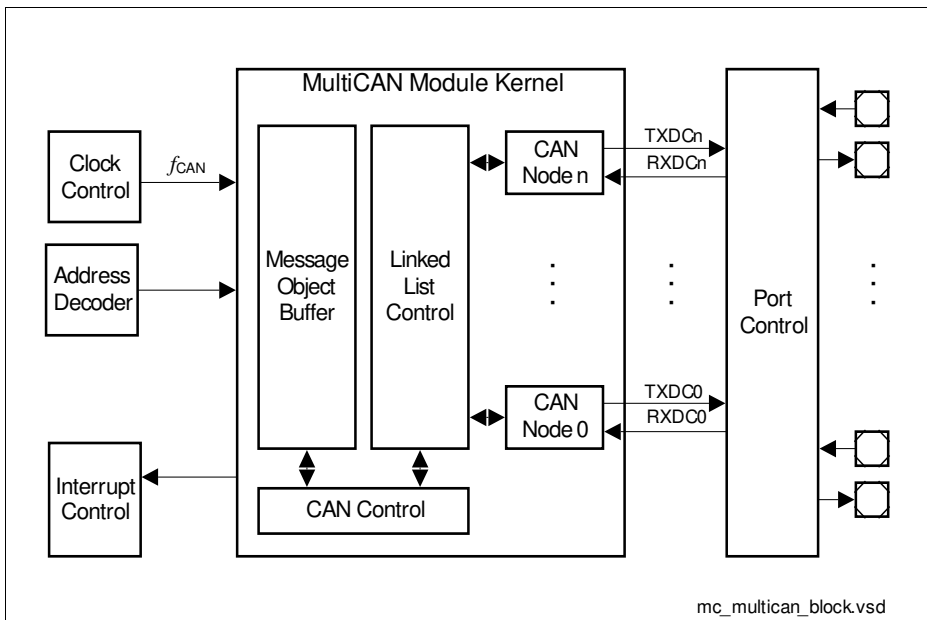 MultiCAN Module Kernel
Clock
Control
fCAN
Address
Decoder
Interrupt
Control
Message
Object
Buffer
Linked
List
Control
CAN Control
CAN
Node n
TXDCn
RXDCn
CAN
Node 0
TXDC0
RXDC0
Port
Control
mc_multican_block.vsd